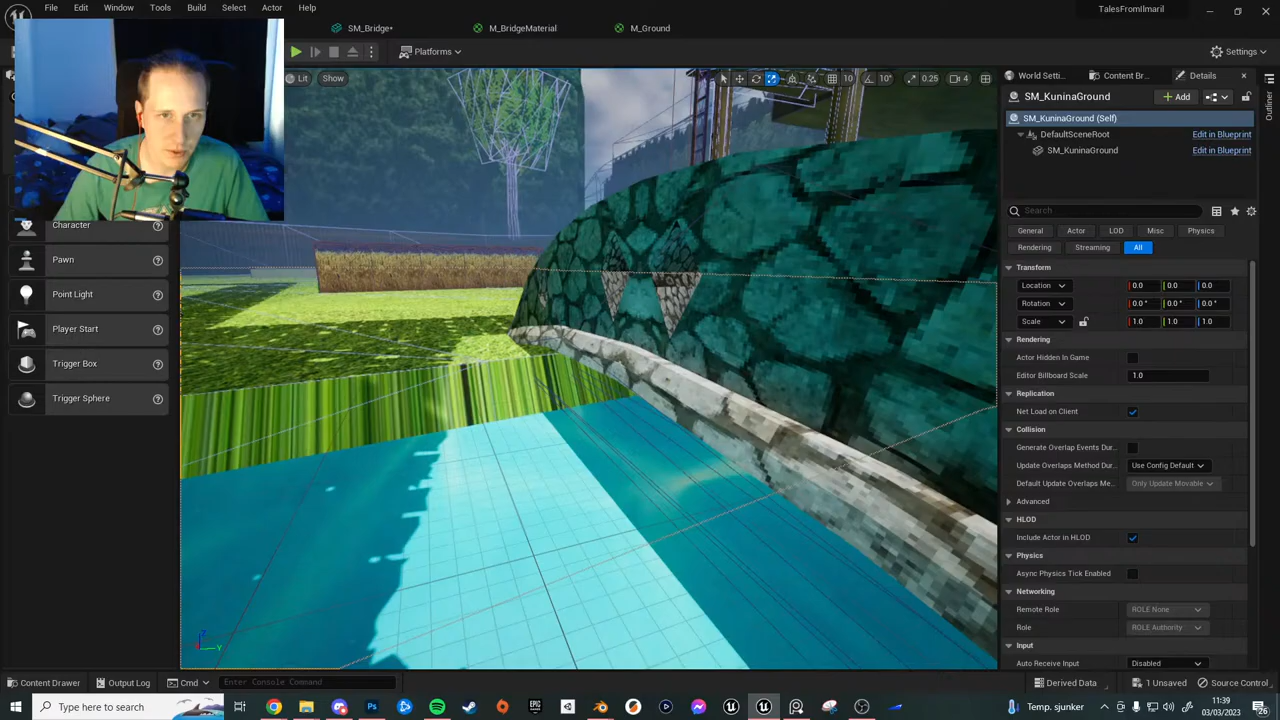 File Edit Window Tools Build Select Actor Help
TalesFromImaril
SM_Bridge* M_BridgeMaterial M_Ground
Platforms Settings
Lit Show 10 10° 0.25 4
World Setti... Content Br... Details
Outliner
SM_KuninaGround Add
SM_KuninaGround (Self)
DefaultSceneRoot Edit in Blueprint
SM_KuninaGround Edit in Blueprint
Search
General Actor LOD Misc Physics
Rendering Streaming All
Character
Pawn
Point Light
Player Start
Trigger Box
Trigger Sphere
Transform
Location 0.0 0.0 0.0
Rotation 0.0 ° 0.0 ° 0.0 °
Scale 1.0 1.0 1.0
Rendering
Actor Hidden In Game
Editor Billboard Scale 1.0
Replication
Net Load on Client
Collision
Generate Overlap Events Dur...
Update Overlaps Method Dur... Use Config Default
Default Update Overlaps Me... Only Update Movable
Advanced
HLOD
Include Actor in HLOD
Physics
Async Physics Tick Enabled
Networking
Remote Role ROLE None
Role ROLE Authority
Input
Auto Receive Input Disabled
Z
Y
Content Drawer Output Log Cmd Enter Console Command Derived Data 1 Unsaved Source Control
Type here to search Temp. sjunker 11:39
03/03/2023